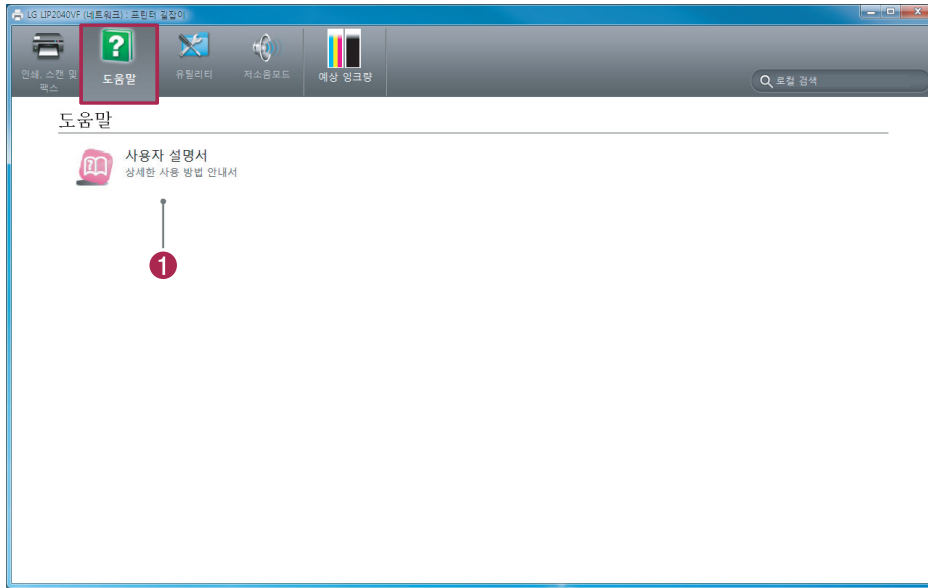 LG LIP2040VF (네트워크) : 프린터 길잡이
인쇄, 스캔 및
팩스
도움말
유틸리티
저소음모드
예상 잉크량
로컬 검색
도움말
사용자 설명서
상세한 사용 방법 안내서
1